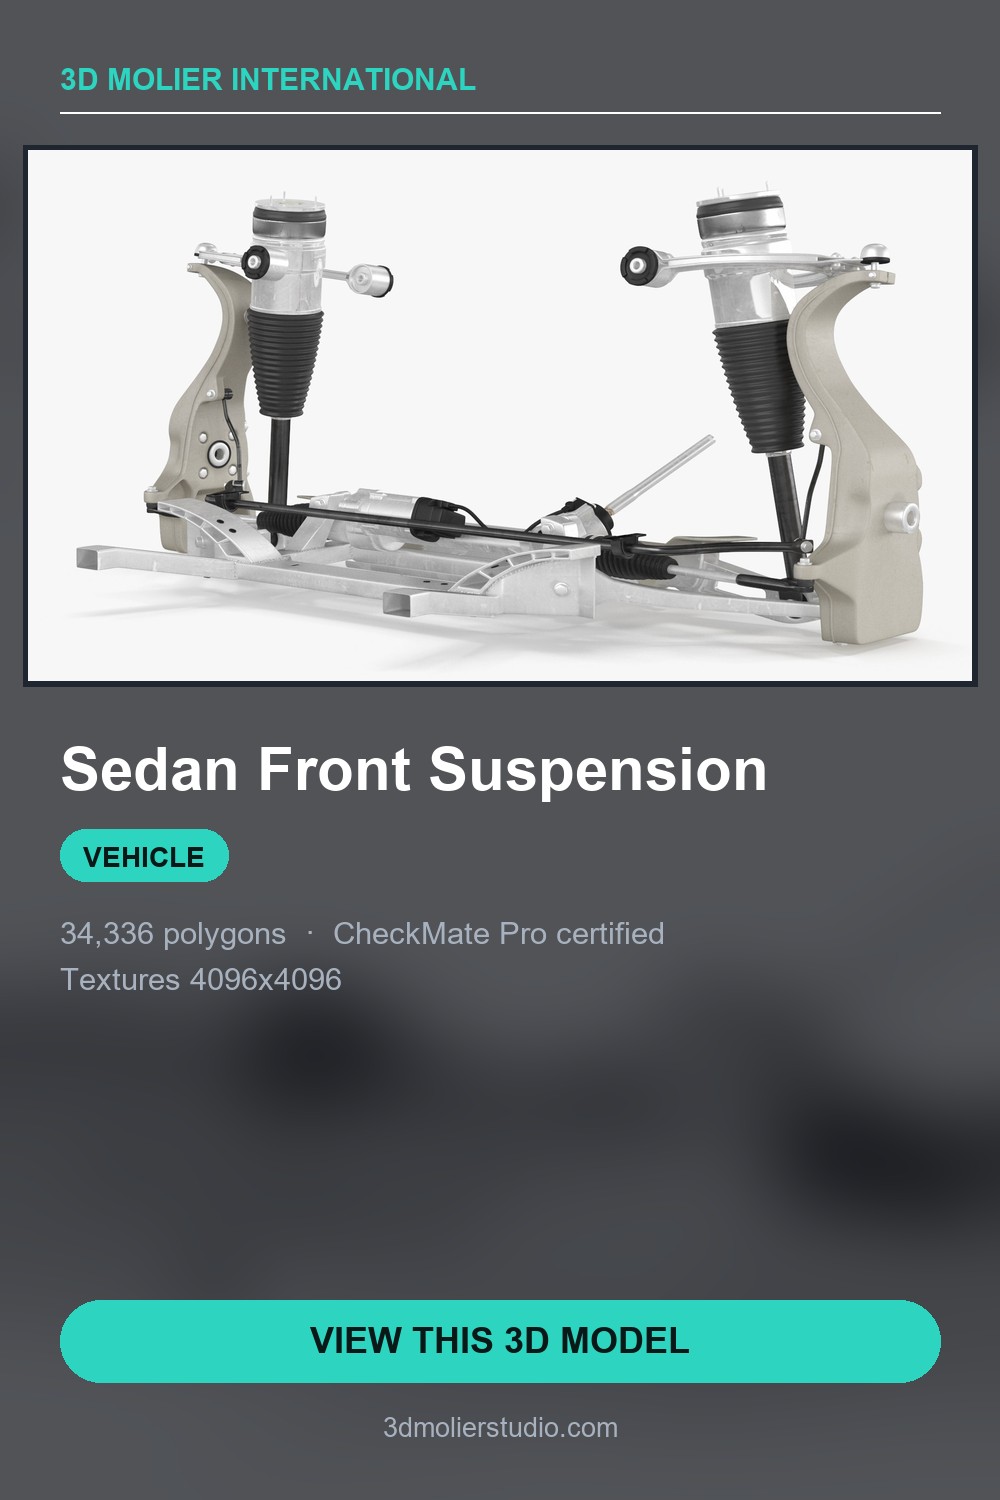 3D MOLIER INTERNATIONAL
Sedan Front Suspension
VEHICLE
34,336 polygons · CheckMate Pro certified
Textures 4096x4096
VIEW THIS 3D MODEL
3dmolierstudio.com